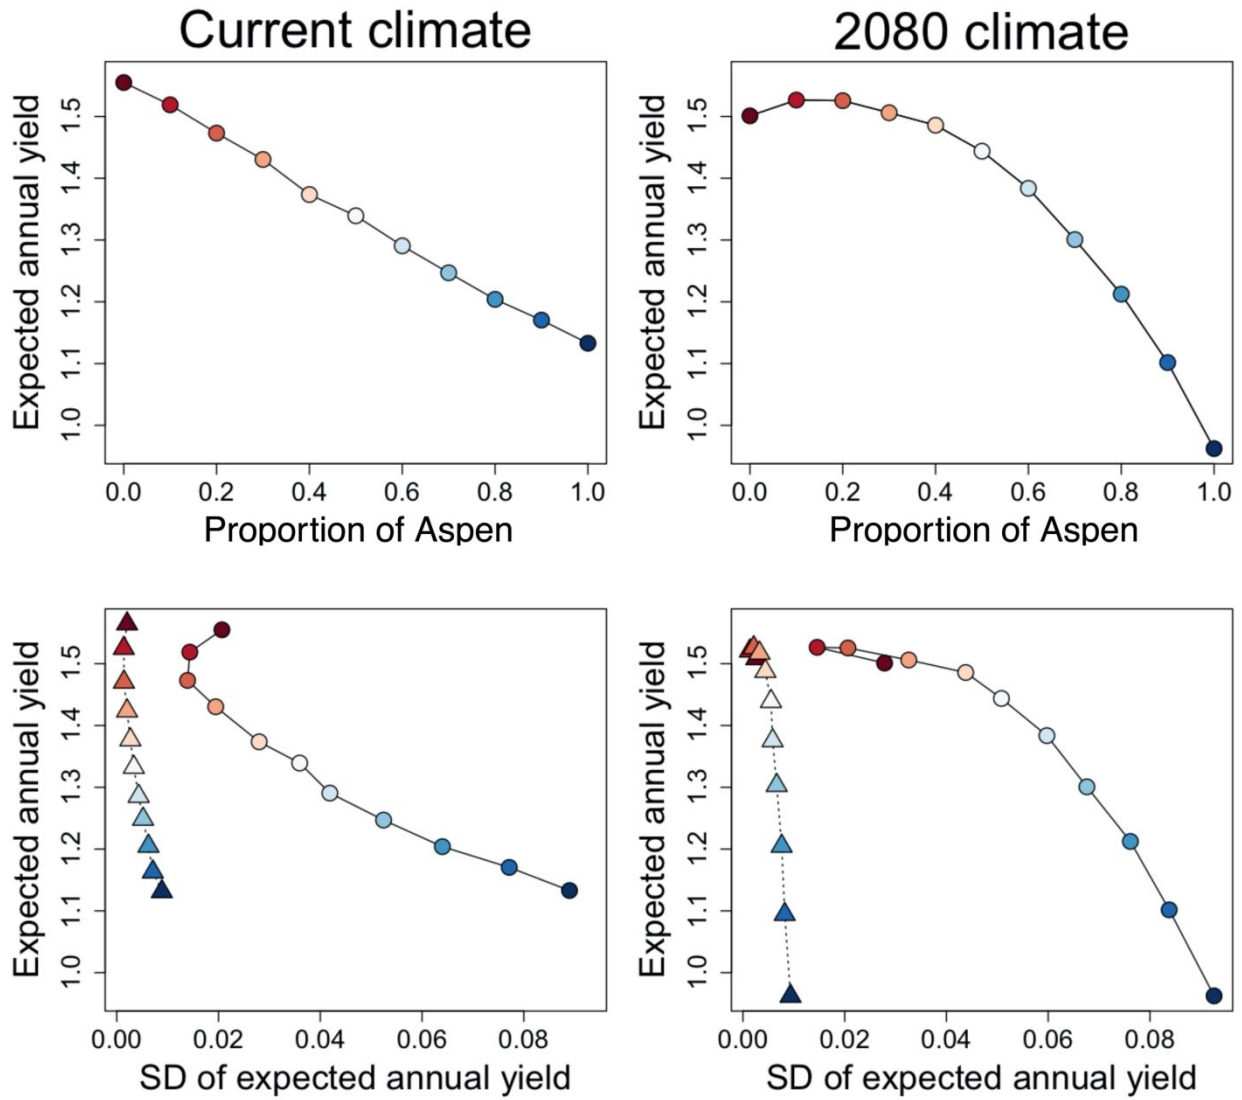 Current climate
2080 climate
Expected annual yield
1.0 1.1 1.2 1.3 1.4 1.5
0.0 0.2 0.4 0.6 0.8 1.0
Proportion of Aspen
Expected annual yield
1.0 1.1 1.2 1.3 1.4 1.5
0.0 0.2 0.4 0.6 0.8 1.0
Proportion of Aspen
Expected annual yield
1.0 1.1 1.2 1.3 1.4 1.5
0.00 0.02 0.04 0.06 0.08
SD of expected annual yield
Expected annual yield
1.0 1.1 1.2 1.3 1.4 1.5
0.00 0.02 0.04 0.06 0.08
SD of expected annual yield